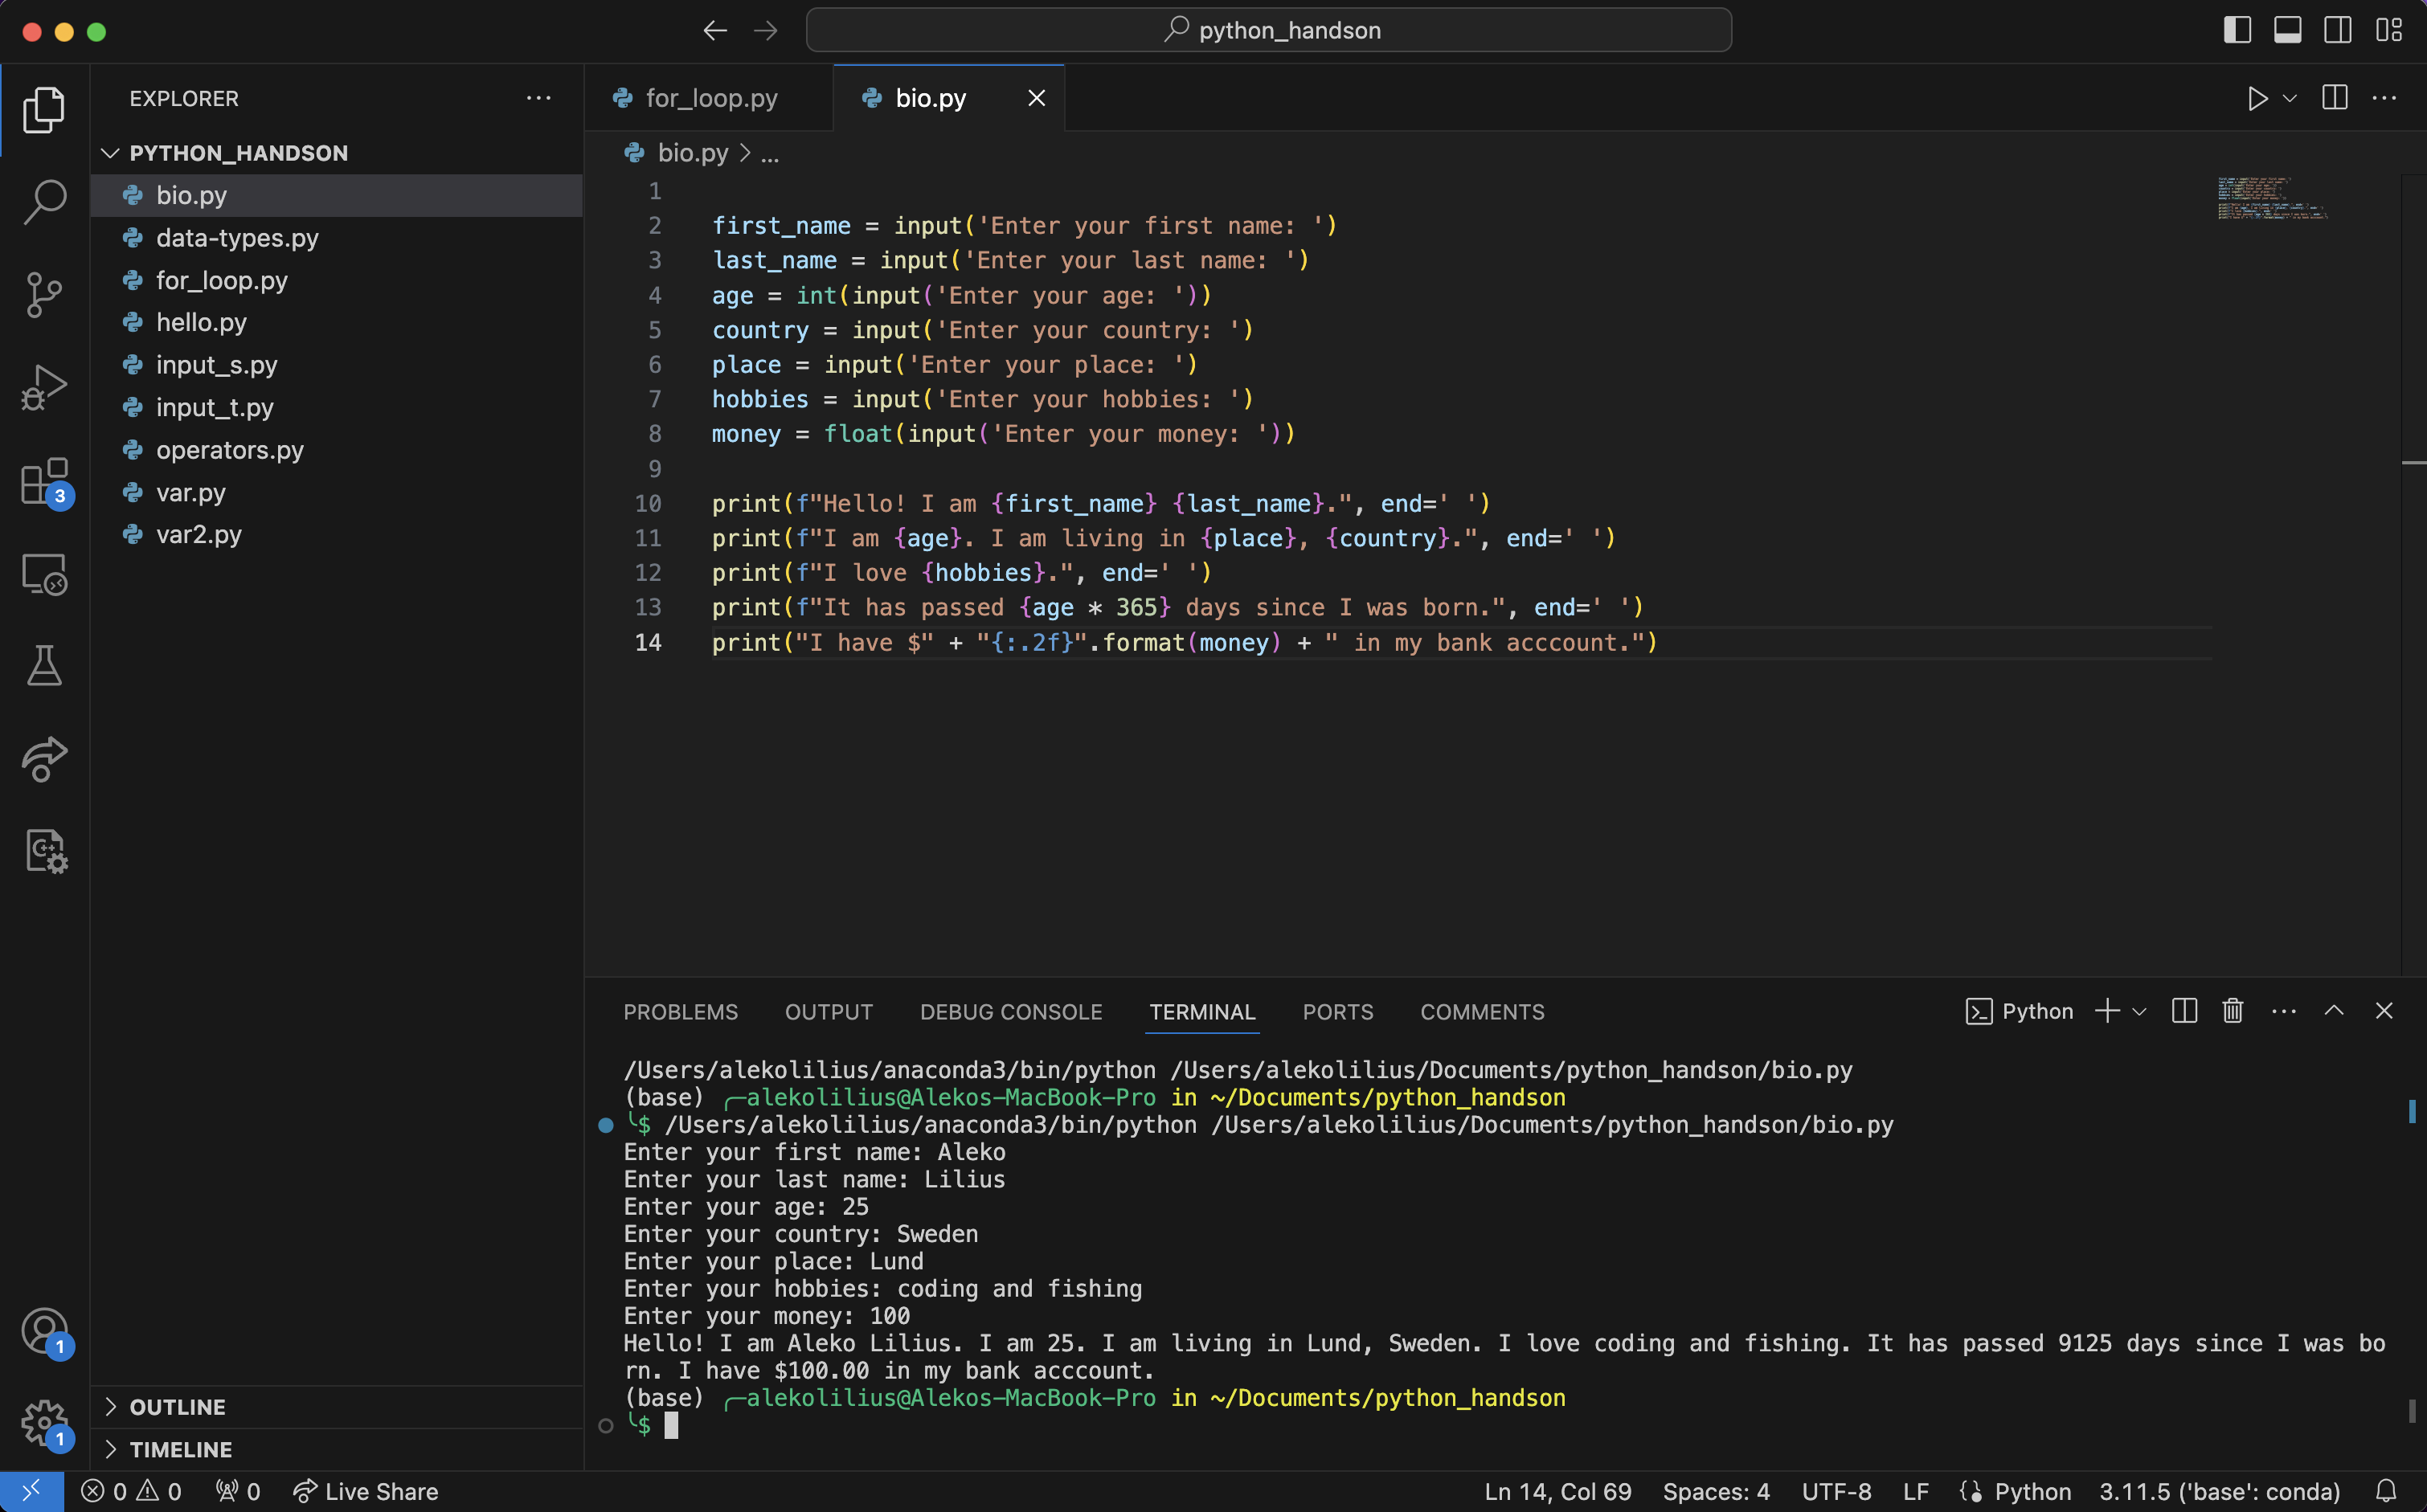 python_handson
EXPLORER
PYTHON_HANDSON
bio.py
data-types.py
for_loop.py
hello.py
input_s.py
input_t.py
operators.py
var.py
var2.py
OUTLINE
TIMELINE
3
1
1
for_loop.py
bio.py
bio.py > ...
1
2 first_name = input('Enter your first name: ')
3 last_name = input('Enter your last name: ')
4 age = int(input('Enter your age: '))
5 country = input('Enter your country: ')
6 place = input('Enter your place: ')
7 hobbies = input('Enter your hobbies: ')
8 money = float(input('Enter your money: '))
9
10 print(f"Hello! I am {first_name} {last_name}.", end=' ')
11 print(f"I am {age}. I am living in {place}, {country}.", end=' ')
12 print(f"I love {hobbies}.", end=' ')
13 print(f"It has passed {age * 365} days since I was born.", end=' ')
14 print("I have $" + "{:.2f}".format(money) + " in my bank acccount.")
PROBLEMS OUTPUT DEBUG CONSOLE TERMINAL PORTS COMMENTS Python
/Users/alekolilius/anaconda3/bin/python /Users/alekolilius/Documents/python_handson/bio.py
(base) ╭─alekolilius@Alekos-MacBook-Pro in ~/Documents/python_handson
╰$ /Users/alekolilius/anaconda3/bin/python /Users/alekolilius/Documents/python_handson/bio.py
Enter your first name: Aleko
Enter your last name: Lilius
Enter your age: 25
Enter your country: Sweden
Enter your place: Lund
Enter your hobbies: coding and fishing
Enter your money: 100
Hello! I am Aleko Lilius. I am 25. I am living in Lund, Sweden. I love coding and fishing. It has passed 9125 days since I was bo
rn. I have $100.00 in my bank acccount.
(base) ╭─alekolilius@Alekos-MacBook-Pro in ~/Documents/python_handson
╰$
0 0 0 Live Share Ln 14, Col 69 Spaces: 4 UTF-8 LF Python 3.11.5 ('base': conda)